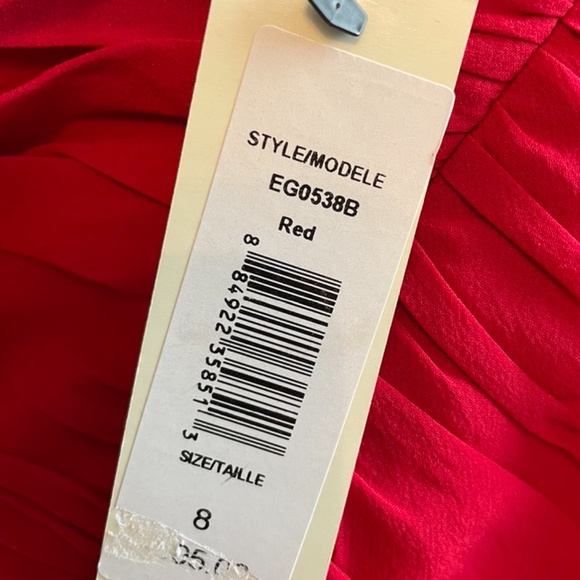 STYLE/MODELE
EG0538B
Red
8 84922 35851 3
SIZE/TAILLE
8